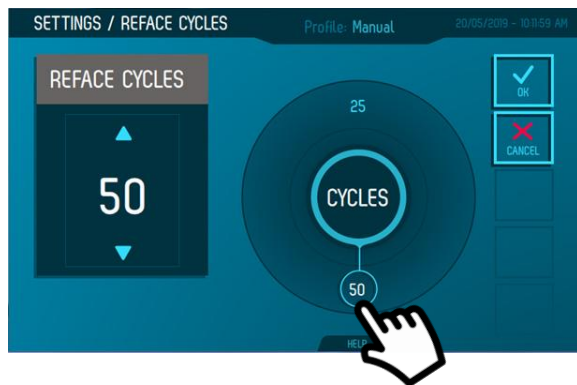 SETTINGS / REFACE CYCLES
Profile: Manual
20/05/2019 - 10:11:59 AM
REFACE CYCLES
50
25
CYCLES
50
OK
CANCEL
HELP